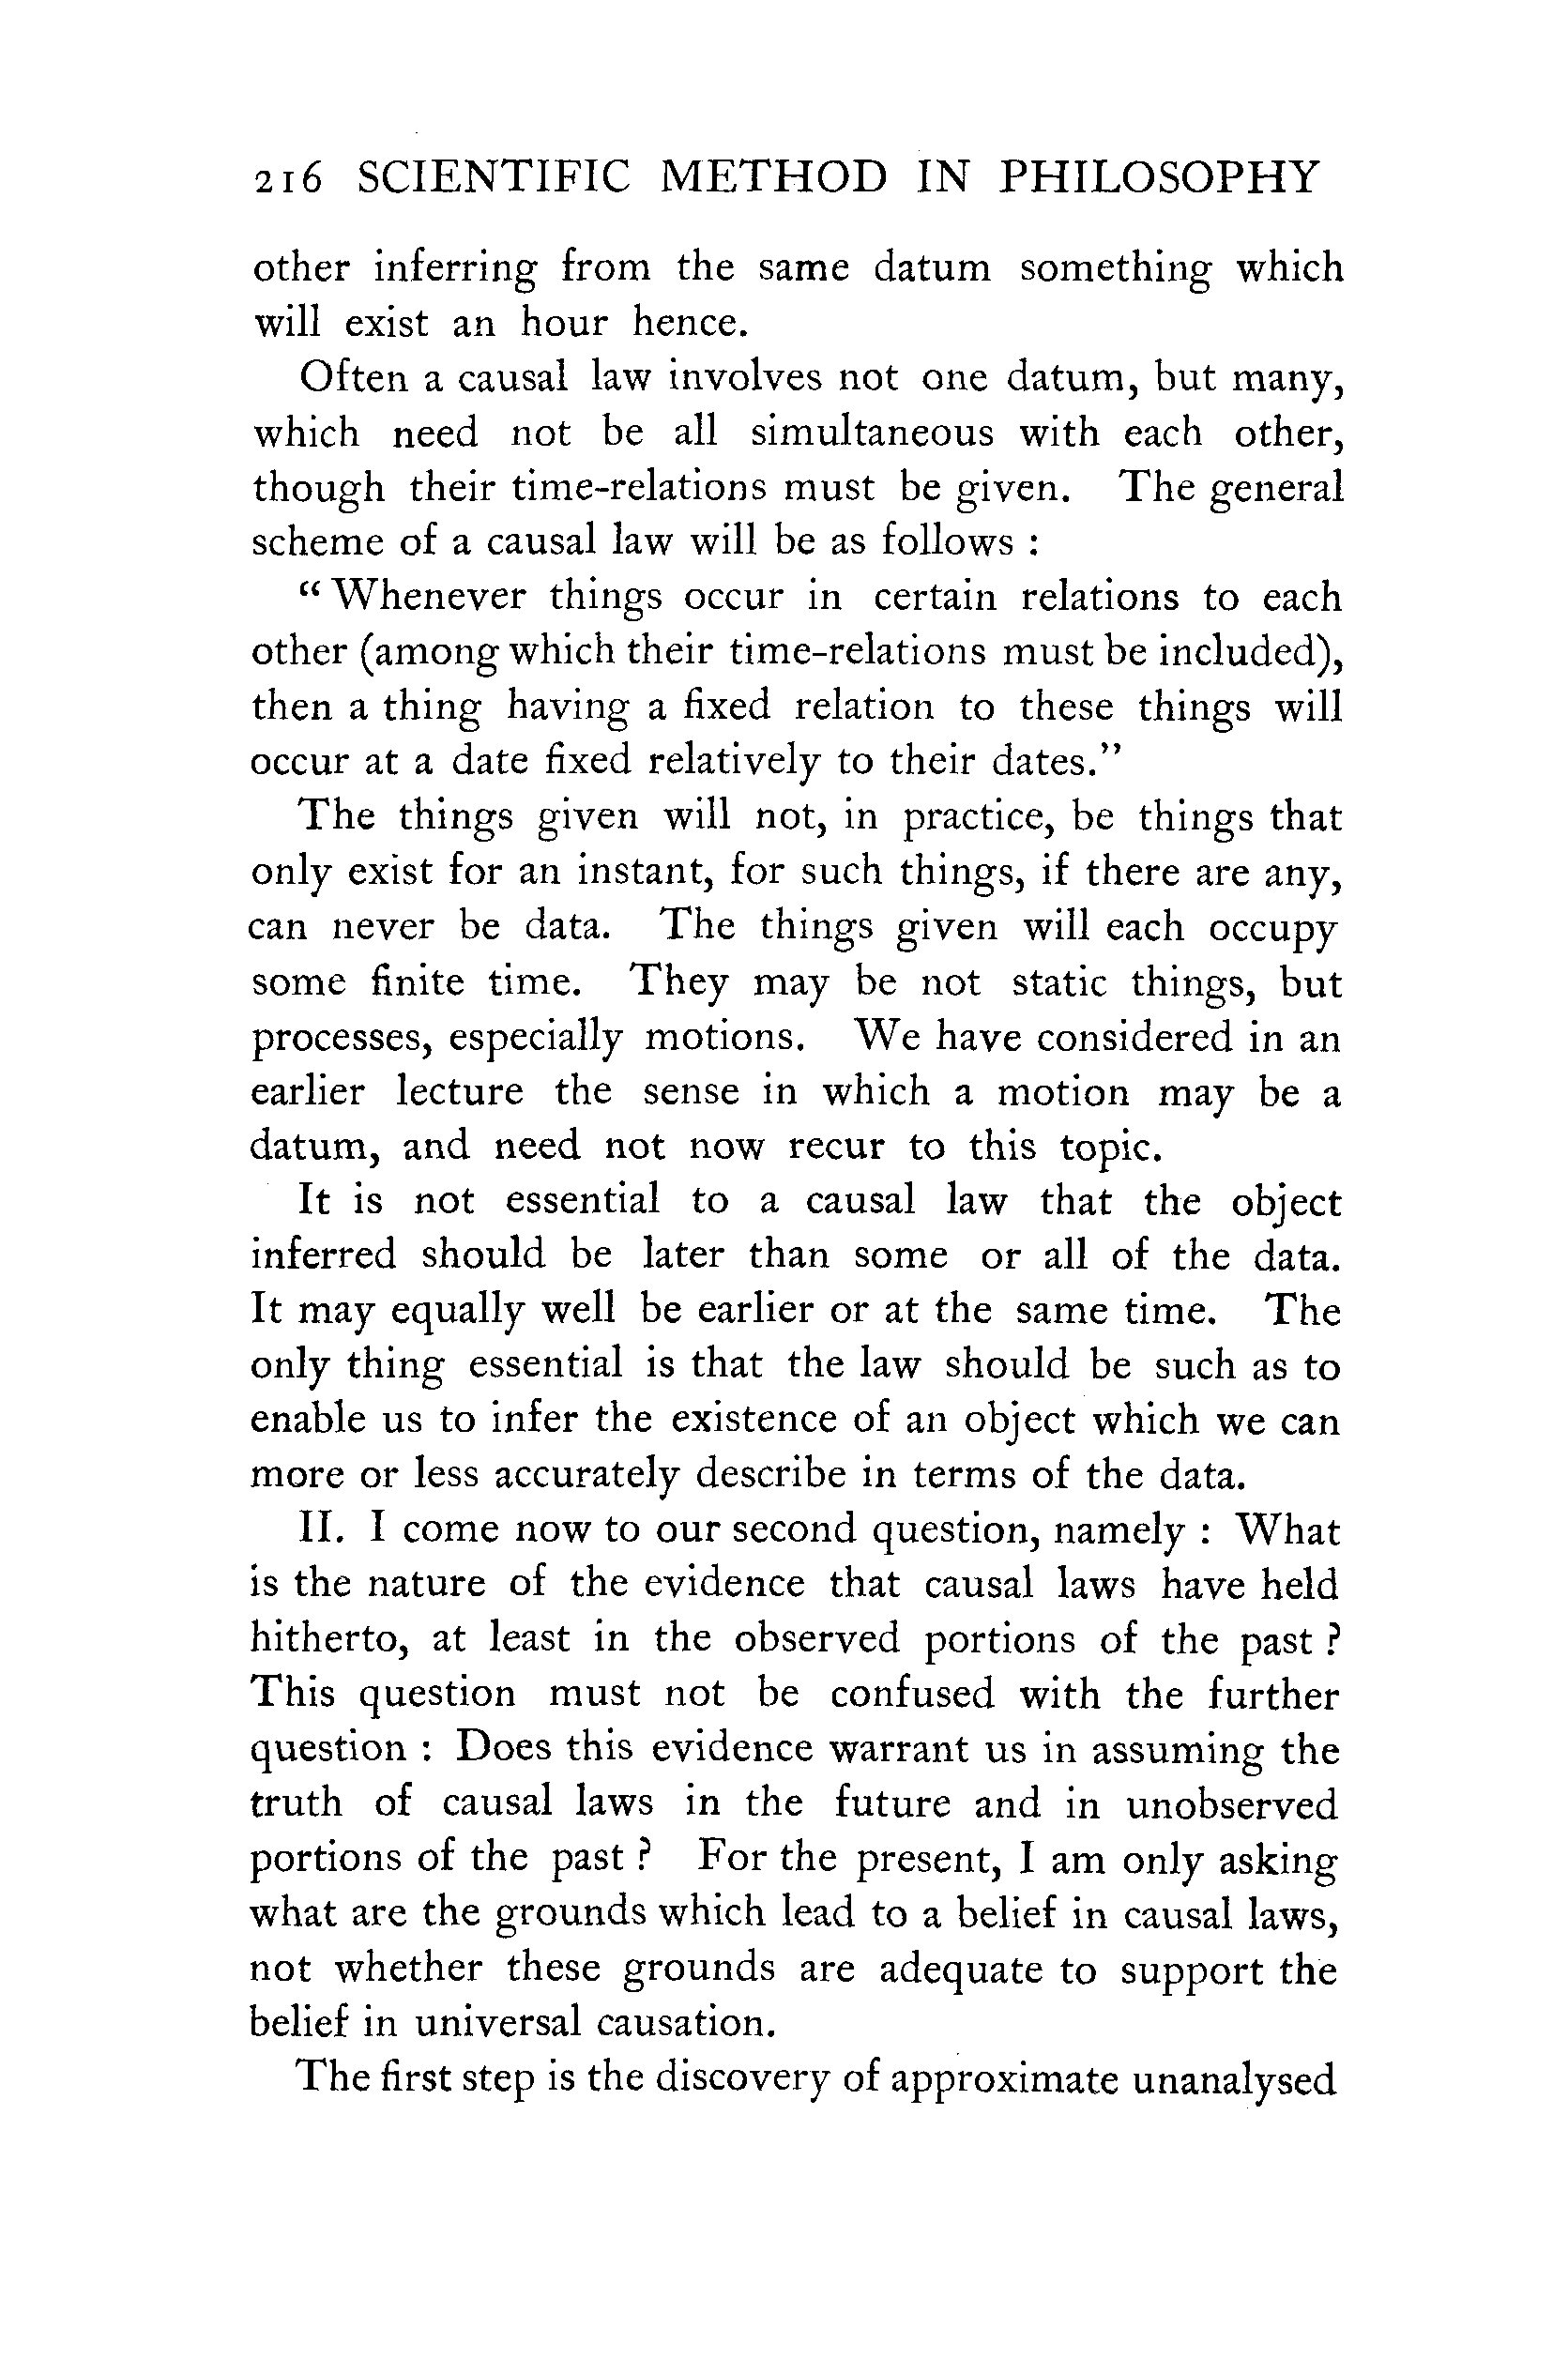 216 SCIENTIFIC METHOD IN PHILOSOPHY
other inferring from the same datum something which
will exist an hour hence.
Often a causal law involves not one datum, but many,
which need not be all simultaneous with each other,
though their time-relations must be given. The general
scheme of a causal law will be as follows :
“ Whenever things occur in certain relations to each
other (among which their time-relations must be included),
then a thing having a fixed relation to these things will
occur at a date fixed relatively to their dates.”
The things given will not, in practice, be things that
only exist for an instant, for such things, if there are any,
can never be data. The things given will each occupy
some finite time. They may be not static things, but
processes, especially motions. We have considered in an
earlier lecture the sense in which a motion may be a
datum, and need not now recur to this topic.
It is not essential to a causal law that the object
inferred should be later than some or all of the data.
It may equally well be earlier or at the same time. The
only thing essential is that the law should be such as to
enable us to infer the existence of an object which we can
more or less accurately describe in terms of the data.
II. I come now to our second question, namely : What
is the nature of the evidence that causal laws have held
hitherto, at least in the observed portions of the past ?
This question must not be confused with the further
question : Does this evidence warrant us in assuming the
truth of causal laws in the future and in unobserved
portions of the past ? For the present, I am only asking
what are the grounds which lead to a belief in causal laws,
not whether these grounds are adequate to support the
belief in universal causation.
The first step is the discovery of approximate unanalysed